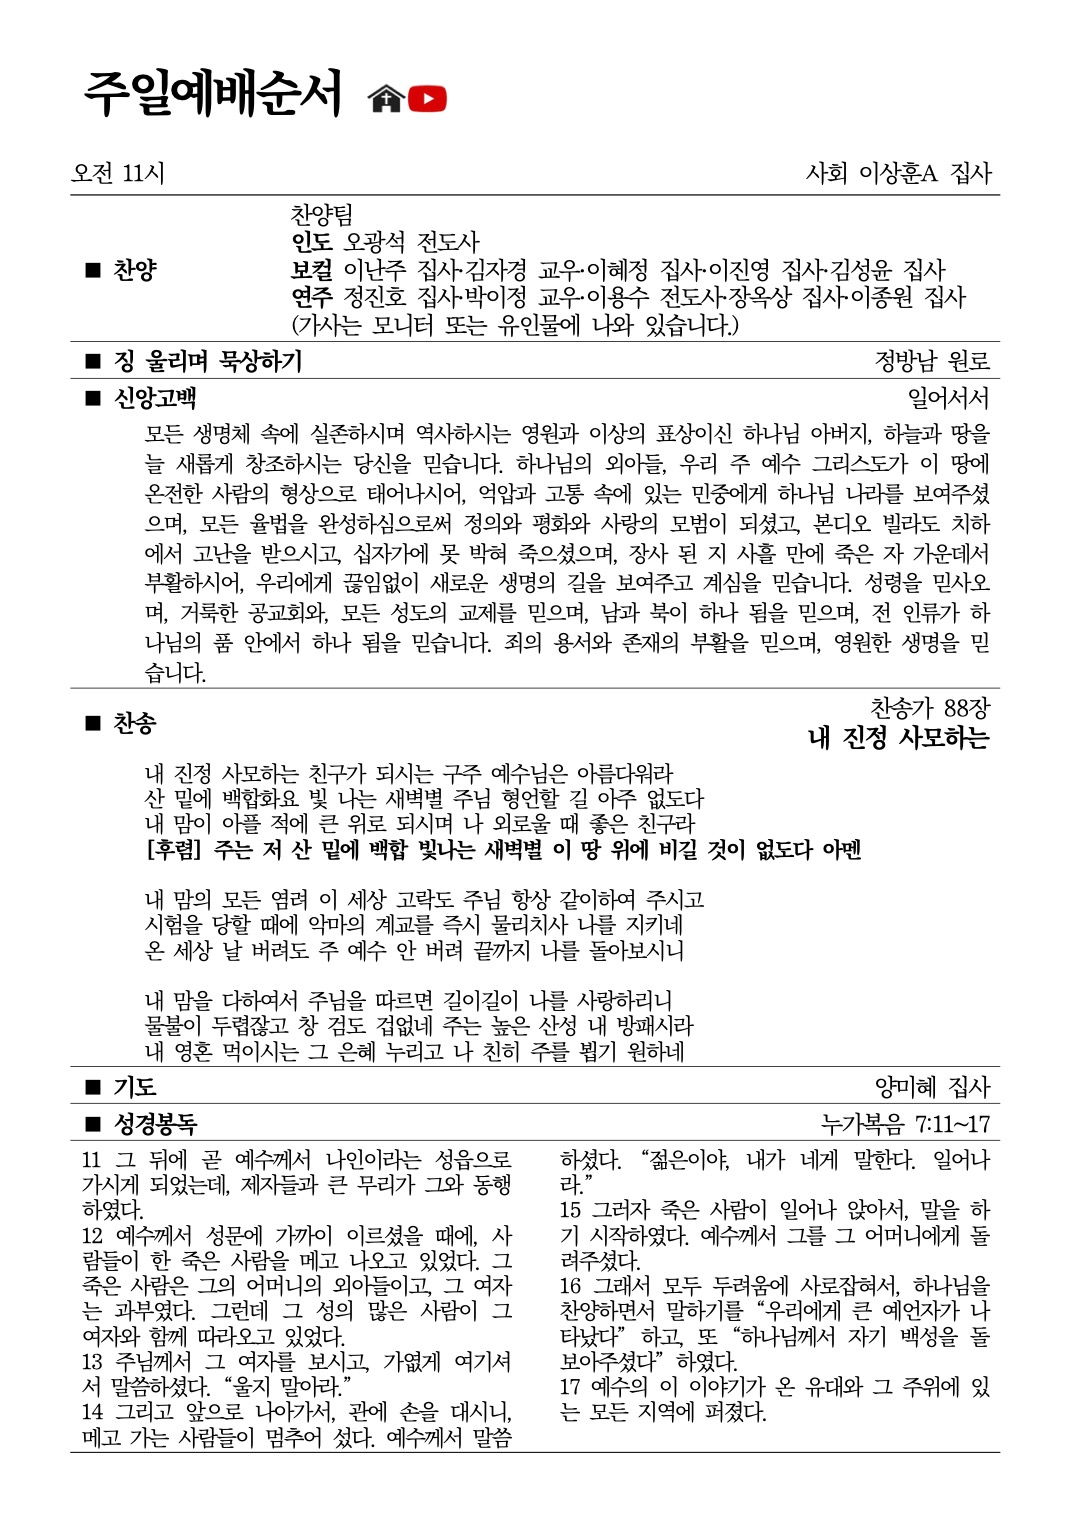 주일예배순서
오전 11시 사회 이상훈A 집사
■ 찬양
찬양팀
인도 오광석 전도사
보컬 이난주 집사·김자경 교우·이혜정 집사·이진영 집사·김성윤 집사
연주 정진호 집사·박이정 교우·이용수 전도사·장옥상 집사·이종원 집사
(가사는 모니터 또는 유인물에 나와 있습니다.)
■ 징 울리며 묵상하기 정방남 원로
■ 신앙고백 일어서서
모든 생명체 속에 실존하시며 역사하시는 영원과 이상의 표상이신 하나님 아버지, 하늘과 땅을
늘 새롭게 창조하시는 당신을 믿습니다. 하나님의 외아들, 우리 주 예수 그리스도가 이 땅에
온전한 사람의 형상으로 태어나시어, 억압과 고통 속에 있는 민중에게 하나님 나라를 보여주셨
으며, 모든 율법을 완성하심으로써 정의와 평화와 사랑의 모범이 되셨고, 본디오 빌라도 치하
에서 고난을 받으시고, 십자가에 못 박혀 죽으셨으며, 장사 된 지 사흘 만에 죽은 자 가운데서
부활하시어, 우리에게 끊임없이 새로운 생명의 길을 보여주고 계심을 믿습니다. 성령을 믿사오
며, 거룩한 공교회와, 모든 성도의 교제를 믿으며, 남과 북이 하나 됨을 믿으며, 전 인류가 하
나님의 품 안에서 하나 됨을 믿습니다. 죄의 용서와 존재의 부활을 믿으며, 영원한 생명을 믿
습니다.
■ 찬송
찬송가 88장
내 진정 사모하는
내 진정 사모하는 친구가 되시는 구주 예수님은 아름다워라
산 밑에 백합화요 빛 나는 새벽별 주님 형언할 길 아주 없도다
내 맘이 아플 적에 큰 위로 되시며 나 외로울 때 좋은 친구라
[후렴] 주는 저 산 밑에 백합 빛나는 새벽별 이 땅 위에 비길 것이 없도다 아멘
내 맘의 모든 염려 이 세상 고락도 주님 항상 같이하여 주시고
시험을 당할 때에 악마의 계교를 즉시 물리치사 나를 지키네
온 세상 날 버려도 주 예수 안 버려 끝까지 나를 돌아보시니
내 맘을 다하여서 주님을 따르면 길이길이 나를 사랑하리니
물불이 두렵잖고 창 검도 겁없네 주는 높은 산성 내 방패시라
내 영혼 먹이시는 그 은혜 누리고 나 친히 주를 뵙기 원하네
■ 기도 양미혜 집사
■ 성경봉독 누가복음 7:11~17
11 그 뒤에 곧 예수께서 나인이라는 성읍으로
가시게 되었는데, 제자들과 큰 무리가 그와 동행
하였다.
12 예수께서 성문에 가까이 이르셨을 때에, 사
람들이 한 죽은 사람을 메고 나오고 있었다. 그
죽은 사람은 그의 어머니의 외아들이고, 그 여자
는 과부였다. 그런데 그 성의 많은 사람이 그
여자와 함께 따라오고 있었다.
13 주님께서 그 여자를 보시고, 가엾게 여기셔
서 말씀하셨다. “울지 말아라.”
14 그리고 앞으로 나아가서, 관에 손을 대시니,
메고 가는 사람들이 멈추어 섰다. 예수께서 말씀
하셨다. “젊은이야, 내가 네게 말한다. 일어나
라.”
15 그러자 죽은 사람이 일어나 앉아서, 말을 하
기 시작하였다. 예수께서 그를 그 어머니에게 돌
려주셨다.
16 그래서 모두 두려움에 사로잡혀서, 하나님을
찬양하면서 말하기를 “우리에게 큰 예언자가 나
타났다” 하고, 또 “하나님께서 자기 백성을 돌
보아주셨다” 하였다.
17 예수의 이 이야기가 온 유대와 그 주위에 있
는 모든 지역에 퍼졌다.